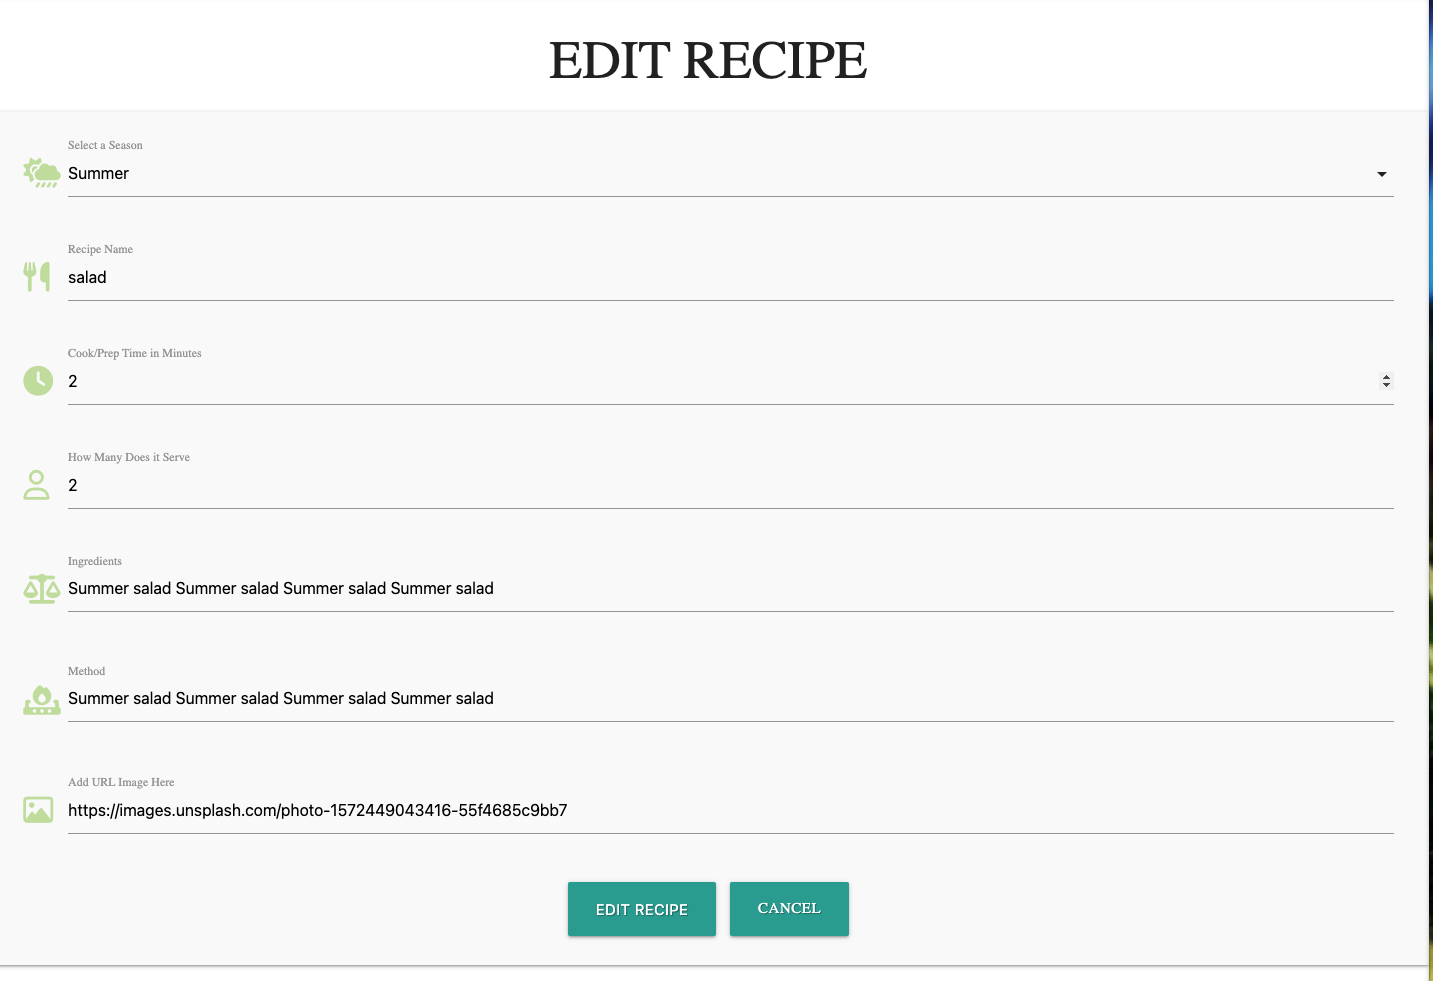 EDIT RECIPE
Select a Season
Summer
Recipe Name
salad
Cook/Prep Time in Minutes
2
How Many Does it Serve
2
Ingredients
Summer salad Summer salad Summer salad Summer salad
Method
Summer salad Summer salad Summer salad Summer salad
Add URL Image Here
https://images.unsplash.com/photo-1572449043416-55f4685c9bb7
EDIT RECIPE
CANCEL